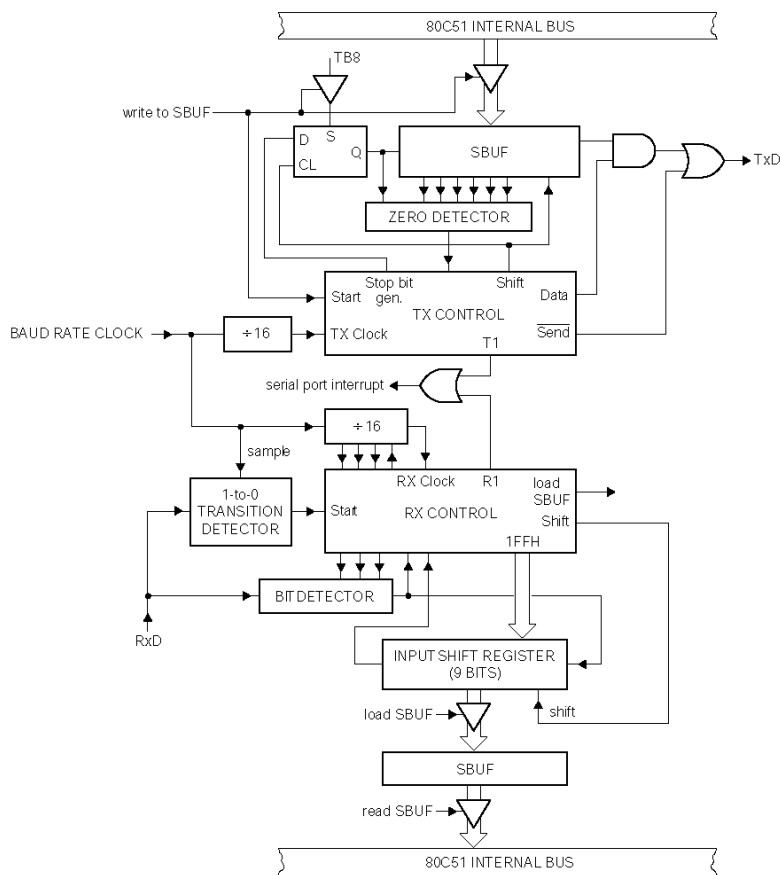 80C51 INTERNAL BUS
TB8
write to SBUF
D
S
Q
CL
SBUF
TxD
ZERO DETECTOR
Stop bit
gen.
Shift
Start
Data
TX CONTROL
BAUD RATE CLOCK
÷ 16
TX Clock
Send
T1
serial port interrupt
÷ 16
sample
1-to-0
TRANSITION
DETECTOR
RX Clock
R1
load
SBUF
Start
RX CONTROL
Shift
1FFH
BIT DETECTOR
RxD
INPUT SHIFT REGISTER
(9 BITS)
load SBUF
shift
SBUF
read SBUF
80C51 INTERNAL BUS